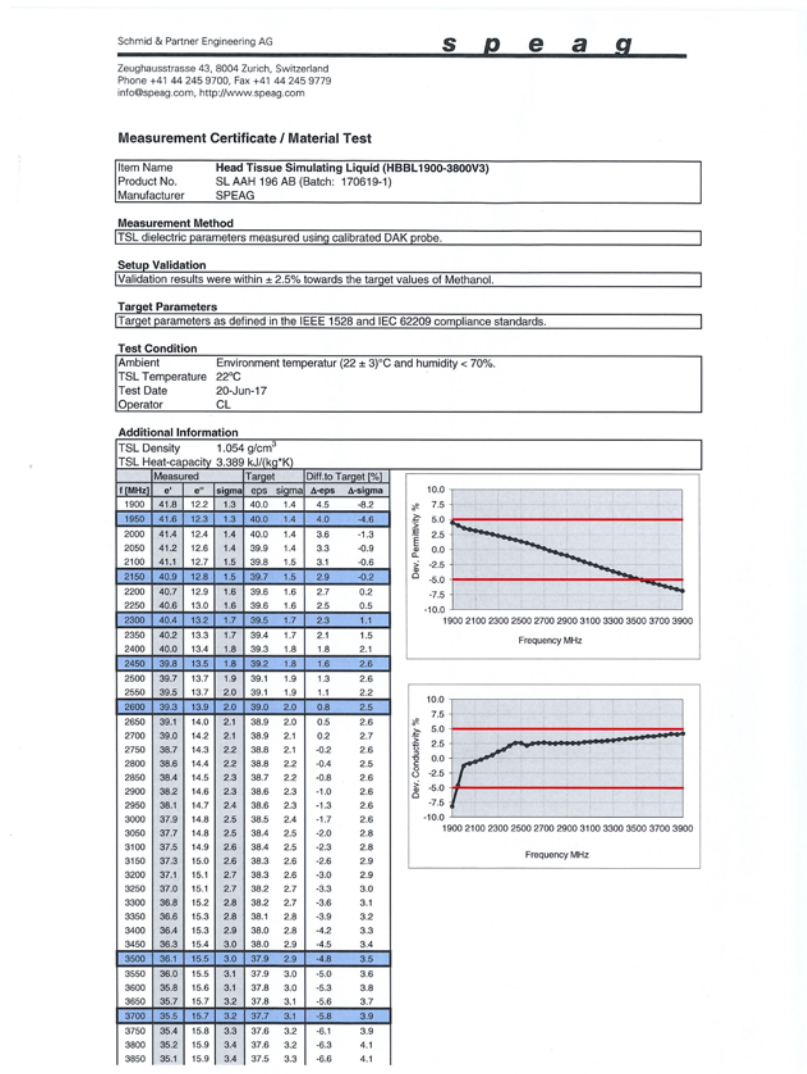 Schmid & Partner Engineering AG
s p e a g
Zeughausstrasse 43, 8004 Zurich, Switzerland
Phone +41 44 245 9700, Fax +41 44 245 9779
info@speag.com, http://www.speag.com
Measurement Certificate / Material Test
Item Name Head Tissue Simulating Liquid (HBBL1900-3800V3)
Product No. SL AAH 196 AB (Batch: 170619-1)
Manufacturer SPEAG
Measurement Method
TSL dielectric parameters measured using calibrated DAK probe.
Setup Validation
Validation results were within ± 2.5% towards the target values of Methanol.
Target Parameters
Target parameters as defined in the IEEE 1528 and IEC 62209 compliance standards.
Test Condition
Ambient Environment temperatur (22 ± 3)°C and humidity < 70%.
TSL Temperature 22°C
Test Date 20-Jun-17
Operator CL
Additional Information
TSL Density 1.054 g/cm³
TSL Heat-capacity 3.389 kJ/(kg*K)
Measured Target Diff.to Target [%]
f [MHz] e' e" sigma eps sigma Δ-eps Δ-sigma
1900 41.8 12.2 1.3 40.0 1.4 4.5 -8.2
1950 41.6 12.3 1.3 40.0 1.4 4.0 -4.6
2000 41.4 12.4 1.4 40.0 1.4 3.6 -1.3
2050 41.2 12.6 1.4 39.9 1.4 3.3 -0.9
2100 41.1 12.7 1.5 39.8 1.5 3.1 -0.6
2150 40.9 12.8 1.5 39.7 1.5 2.9 -0.2
2200 40.7 12.9 1.6 39.6 1.6 2.7 0.2
2250 40.6 13.0 1.6 39.6 1.6 2.5 0.5
2300 40.4 13.2 1.7 39.5 1.7 2.3 1.1
2350 40.2 13.3 1.7 39.4 1.7 2.1 1.5
2400 40.0 13.4 1.8 39.3 1.8 1.8 2.1
2450 39.8 13.5 1.8 39.2 1.8 1.6 2.6
2500 39.7 13.7 1.9 39.1 1.9 1.3 2.6
2550 39.5 13.7 2.0 39.1 1.9 1.1 2.2
2600 39.3 13.9 2.0 39.0 2.0 0.8 2.5
2650 39.1 14.0 2.1 38.9 2.0 0.5 2.6
2700 39.0 14.2 2.1 38.9 2.1 0.2 2.7
2750 38.7 14.3 2.2 38.8 2.1 -0.2 2.6
2800 38.6 14.4 2.2 38.8 2.2 -0.4 2.5
2850 38.4 14.5 2.3 38.7 2.2 -0.8 2.6
2900 38.2 14.6 2.3 38.6 2.3 -1.0 2.6
2950 38.1 14.7 2.4 38.6 2.3 -1.3 2.6
3000 37.9 14.8 2.5 38.5 2.4 -1.7 2.6
3050 37.7 14.8 2.5 38.4 2.5 -2.0 2.8
3100 37.5 14.9 2.6 38.4 2.5 -2.3 2.8
3150 37.3 15.0 2.6 38.3 2.6 -2.6 2.9
3200 37.1 15.1 2.7 38.3 2.6 -3.0 2.9
3250 37.0 15.1 2.7 38.2 2.7 -3.3 3.0
3300 36.8 15.2 2.8 38.2 2.7 -3.6 3.1
3350 36.6 15.3 2.8 38.1 2.8 -3.9 3.2
3400 36.4 15.3 2.9 38.0 2.8 -4.2 3.3
3450 36.3 15.4 3.0 38.0 2.9 -4.5 3.4
3500 36.1 15.5 3.0 37.9 2.9 -4.8 3.5
3550 36.0 15.5 3.1 37.9 3.0 -5.0 3.6
3600 35.8 15.6 3.1 37.8 3.0 -5.3 3.8
3650 35.7 15.7 3.2 37.8 3.1 -5.6 3.7
3700 35.5 15.7 3.2 37.7 3.1 -5.8 3.9
3750 35.4 15.8 3.3 37.6 3.2 -6.1 3.9
3800 35.2 15.9 3.4 37.6 3.2 -6.3 4.1
3850 35.1 15.9 3.4 37.5 3.3 -6.6 4.1
Dev. Permittivity %
10.0
7.5
5.0
2.5
0.0
-2.5
-5.0
-7.5
-10.0
1900 2100 2300 2500 2700 2900 3100 3300 3500 3700 3900
Frequency MHz
Dev. Conductivity %
10.0
7.5
5.0
2.5
0.0
-2.5
-5.0
-7.5
-10.0
1900 2100 2300 2500 2700 2900 3100 3300 3500 3700 3900
Frequency MHz